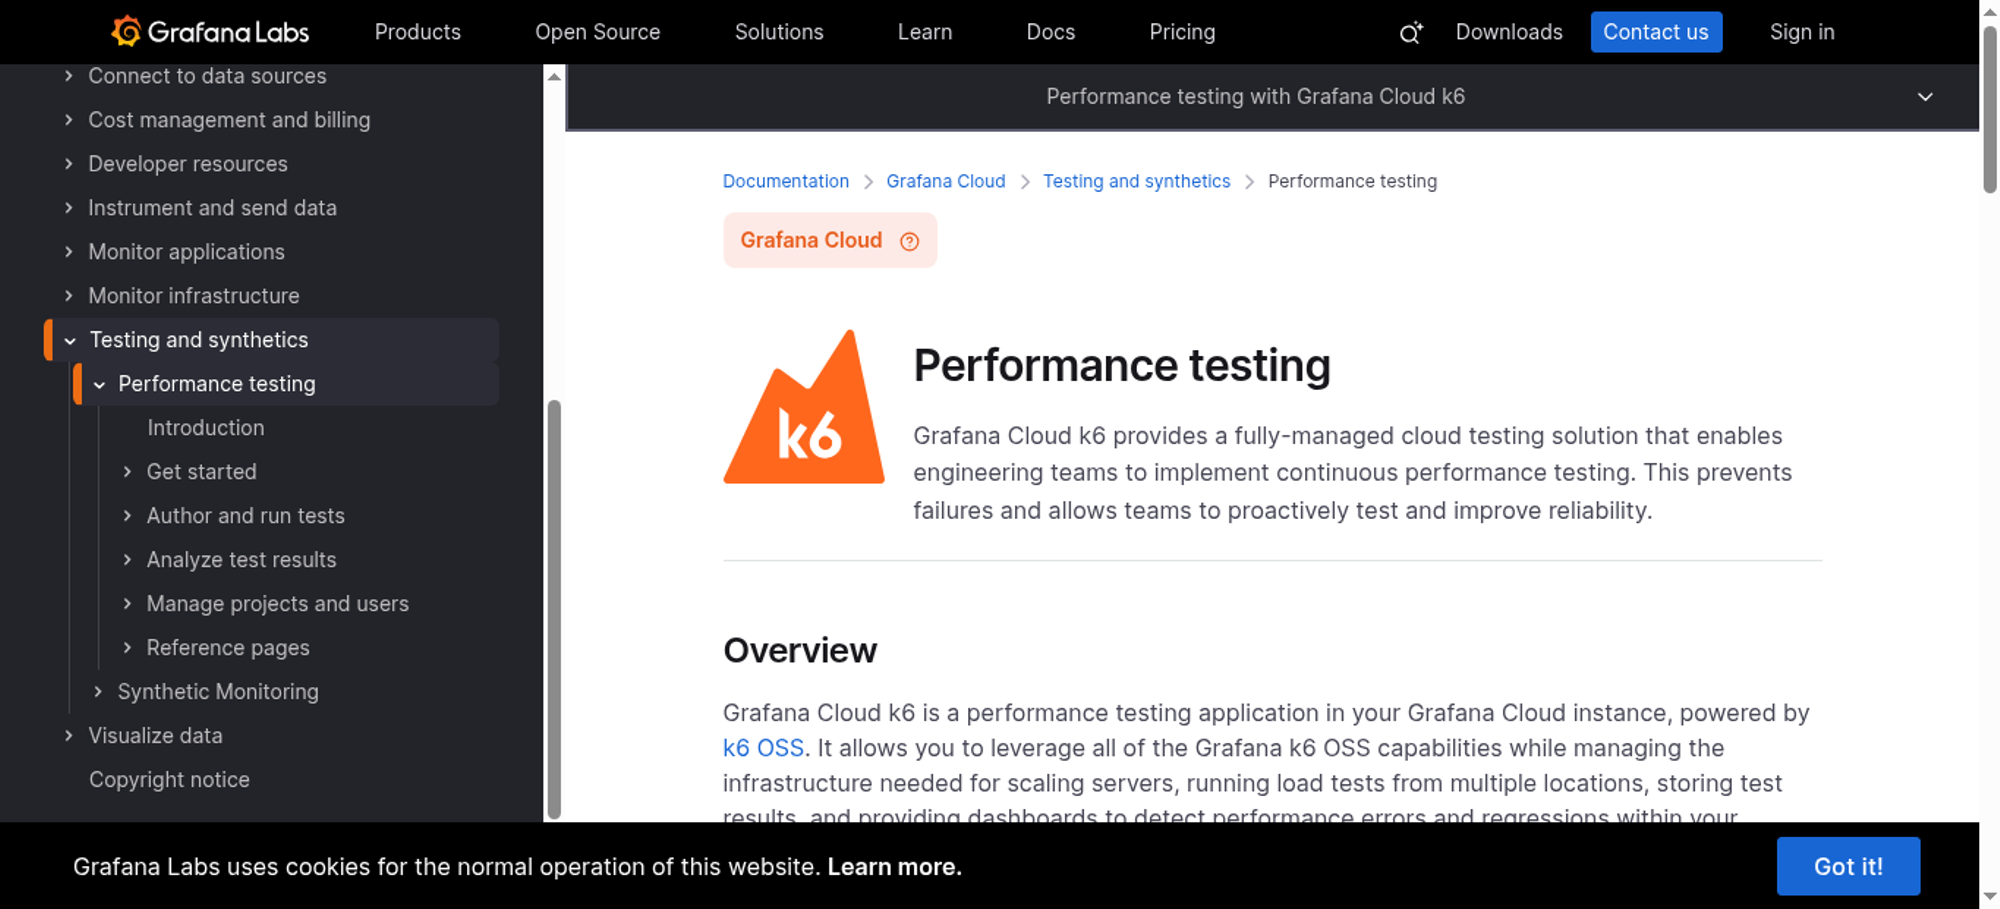 Grafana Labs
Products
Open Source
Solutions
Learn
Docs
Pricing
Downloads
Contact us
Sign in
Connect to data sources
Cost management and billing
Developer resources
Instrument and send data
Monitor applications
Monitor infrastructure
Testing and synthetics
Performance testing
Introduction
Get started
Author and run tests
Analyze test results
Manage projects and users
Reference pages
Synthetic Monitoring
Visualize data
Copyright notice
Performance testing with Grafana Cloud k6
Documentation > Grafana Cloud > Testing and synthetics > Performance testing
Grafana Cloud ?
k6
Performance testing
Grafana Cloud k6 provides a fully-managed cloud testing solution that enables
engineering teams to implement continuous performance testing. This prevents
failures and allows teams to proactively test and improve reliability.
Overview
Grafana Cloud k6 is a performance testing application in your Grafana Cloud instance, powered by
k6 OSS. It allows you to leverage all of the Grafana k6 OSS capabilities while managing the
infrastructure needed for scaling servers, running load tests from multiple locations, storing test
results, and providing dashboards to detect performance errors and regressions within your
Grafana Labs uses cookies for the normal operation of this website. Learn more.
Got it!